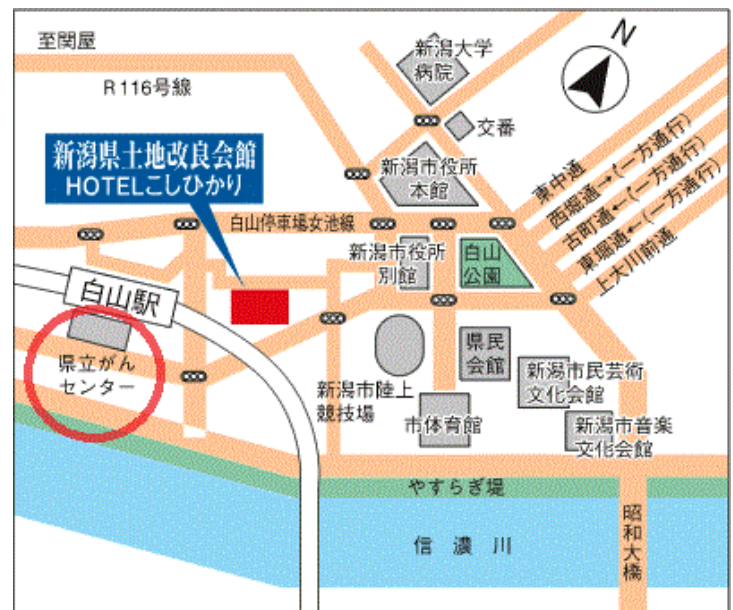 至関屋
R116号線
新潟大学
病院
N
交番
新潟市役所
本館
新潟県土地改良会館
HOTELこしひかり
東中通
西堀通→(一方通行)
古町通←(一方通行)
東堀通←(一方通行)
上大川前通
白山停車場女池線
新潟市役所
別館
白山
公園
白山駅
県立がん
センター
新潟市陸上
競技場
県民
会館
市体育館
新潟市民芸術
文化会館
新潟市音楽
文化会館
やすらぎ堤
信濃川
昭和大橋